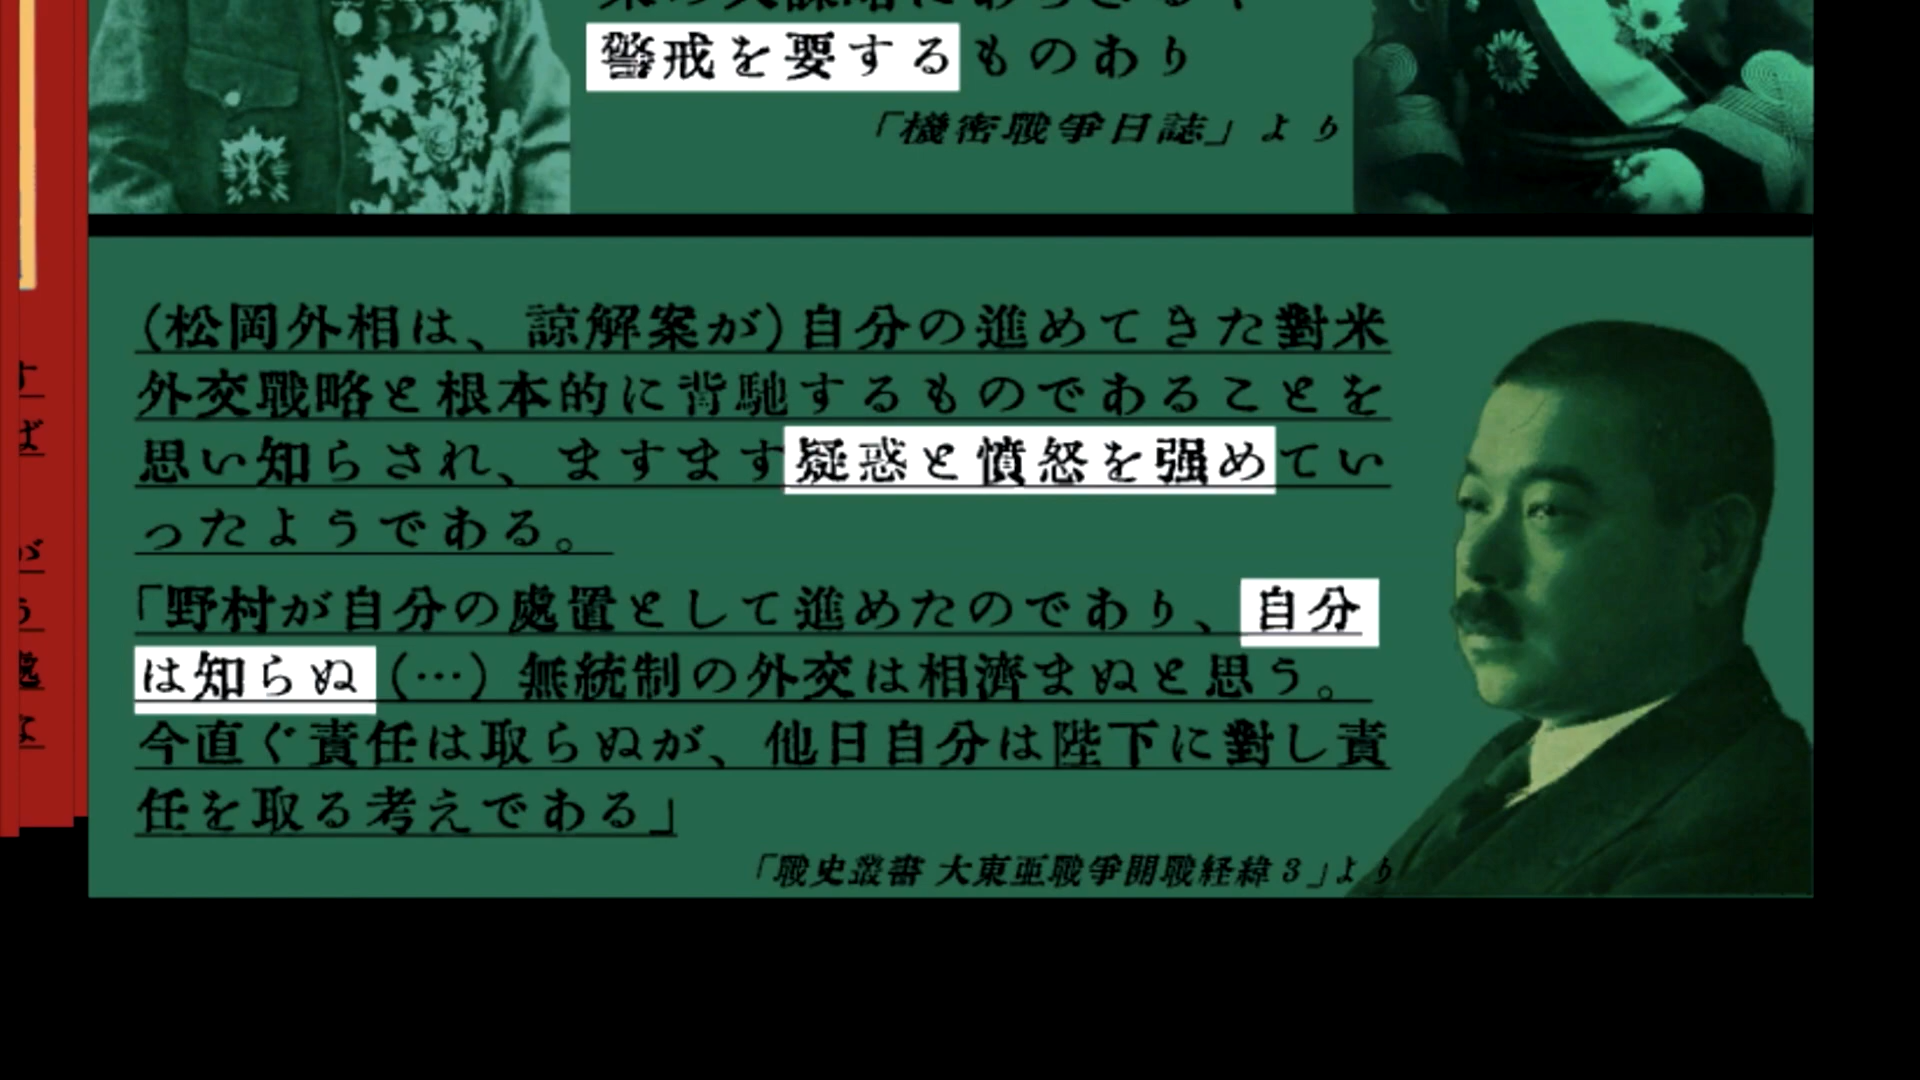 警戒を要するものあり
「機密戰爭日誌」より
(松岡外相は、諒解案が)自分の進めてきた對米
外交戰略と根本的に背馳するものであることを
思い知らされ、ますます疑惑と憤怒を强めてい
ったようである。
「野村が自分の處置として進めたのであり、自分
は知らぬ(…)無統制の外交は相濟まぬと思う。
今直ぐ責任は取らぬが、他日自分は陛下に對し責
任を取る考えである」
「戰史叢書 大東亜戰爭開戰経緯3」より